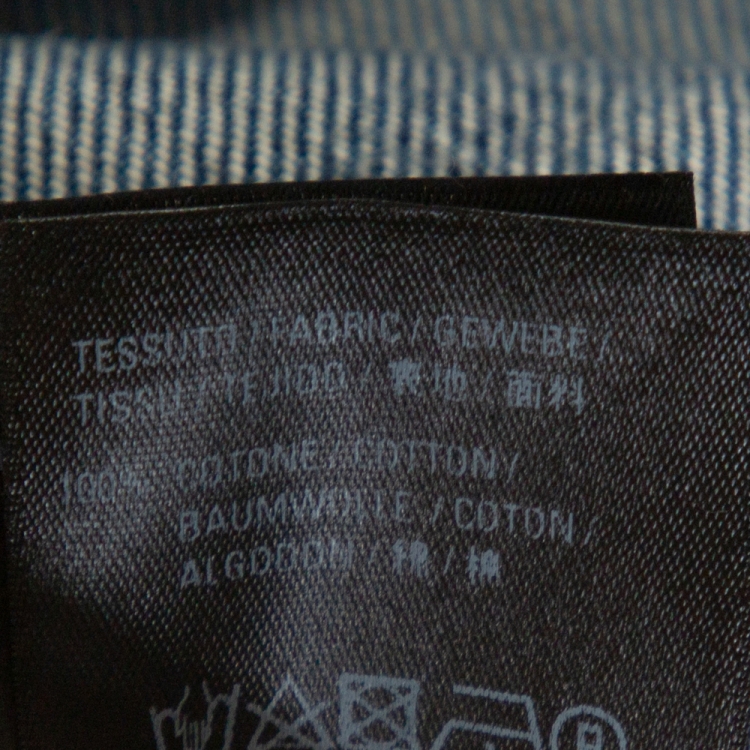 TESSUTO / FABRIC / GEWEBE /
TISSU / TEJIDO / 表地 / 面料
100% COTONE / COTTON /
BAUMWOLLE / COTON /
ALGODON / 綿 / 棉